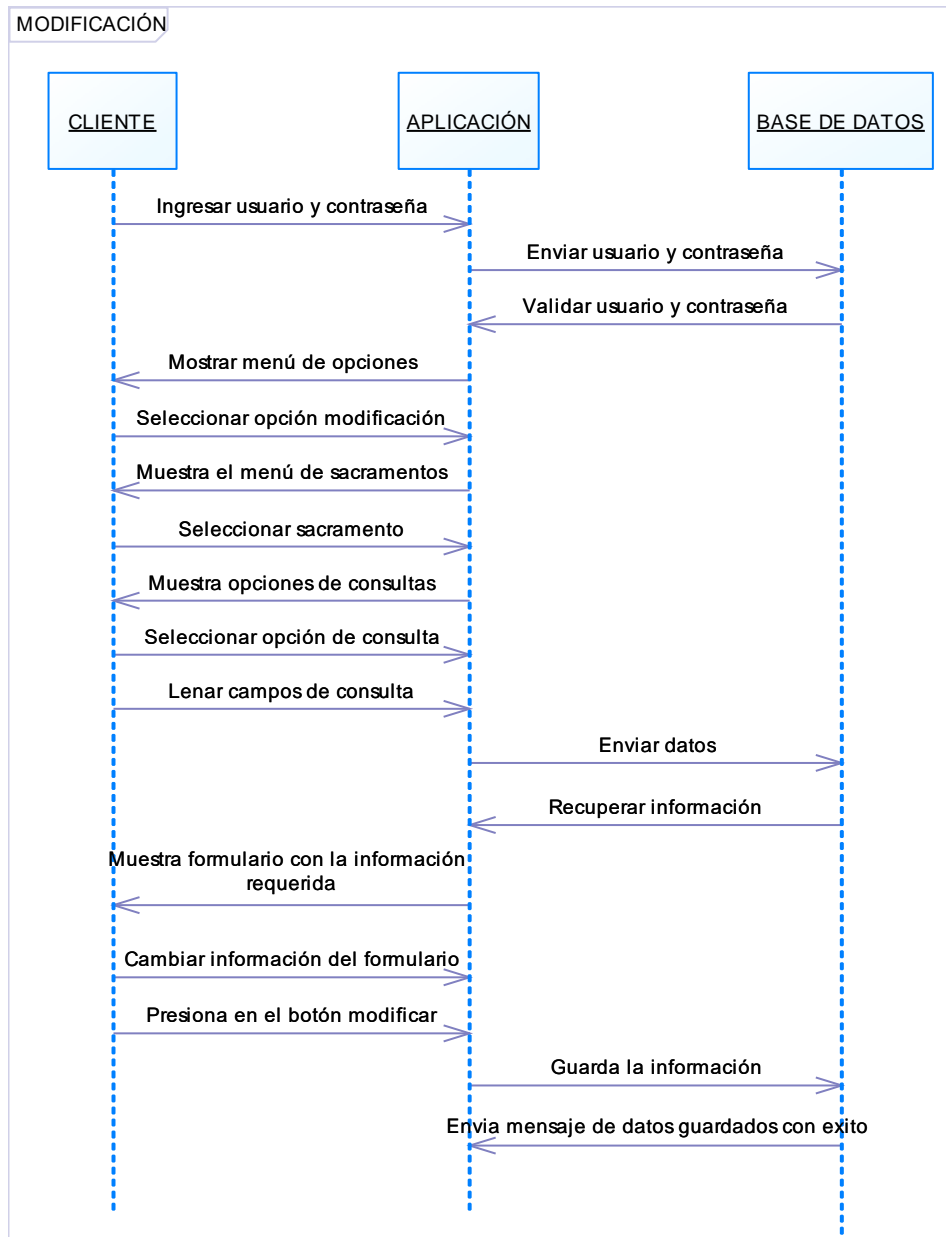 MODIFICACIÓN
CLIENTE
APLICACIÓN
BASE DE DATOS
Ingresar usuario y contraseña
Enviar usuario y contraseña
Validar usuario y contraseña
Mostrar menú de opciones
Seleccionar opción modificación
Muestra el menú de sacramentos
Seleccionar sacramento
Muestra opciones de consultas
Seleccionar opción de consulta
Lenar campos de consulta
Enviar datos
Recuperar información
Muestra formulario con la información
requerida
Cambiar información del formulario
Presiona en el botón modificar
Guarda la información
Envia mensaje de datos guardados con exito